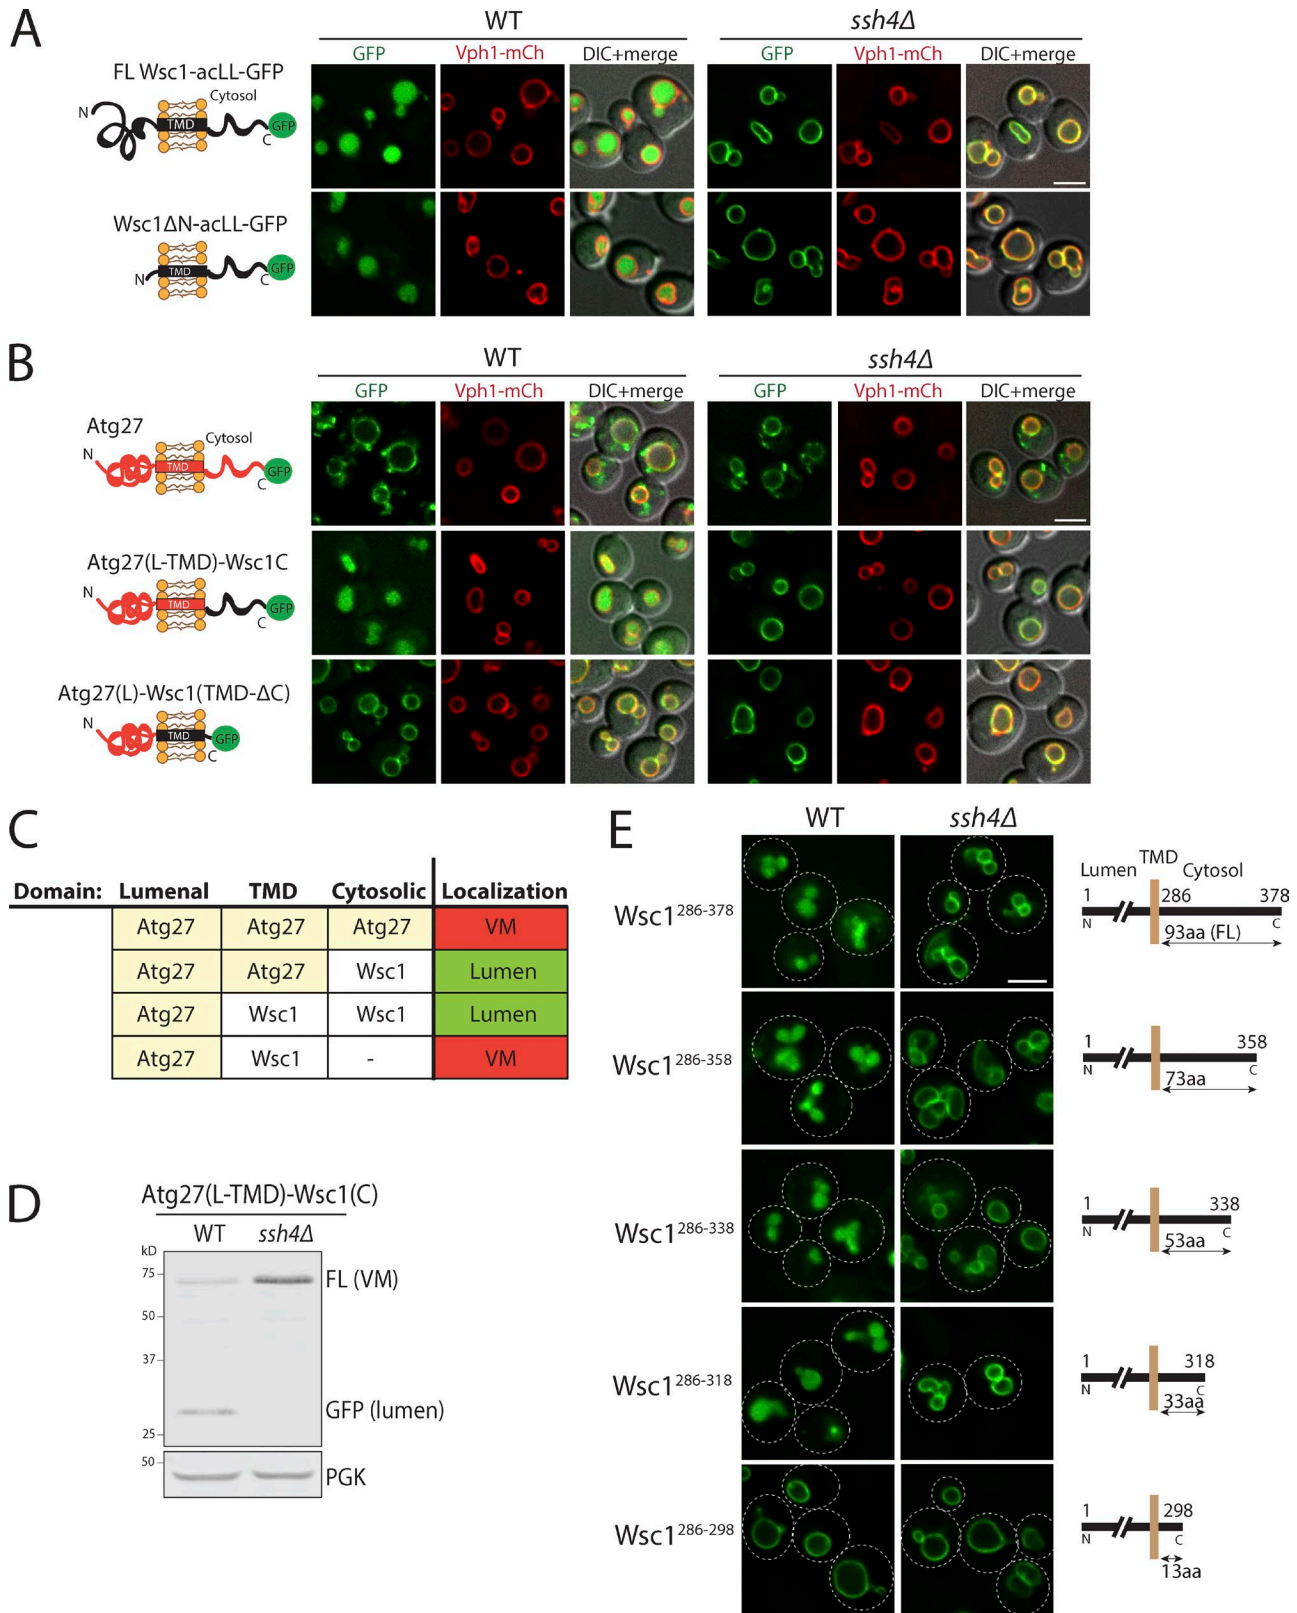 A
WT
ssh4Δ
GFP
Vph1-mCh
DIC+merge
GFP
Vph1-mCh
DIC+merge
FL Wsc1-acLL-GFP
Cytosol
N
TMD
GFP
C
Wsc1ΔN-acLL-GFP
TMD
GFP
N
C
B
WT
ssh4Δ
GFP
Vph1-mCh
DIC+merge
GFP
Vph1-mCh
DIC+merge
Atg27
Cytosol
N
TMD
GFP
C
Atg27(L-TMD)-Wsc1C
N
TMD
GFP
C
Atg27(L)-Wsc1(TMD-ΔC)
N
TMD
GFP
C
C
Domain: Lumenal TMD Cytosolic Localization
Atg27 Atg27 Atg27 VM
Atg27 Atg27 Wsc1 Lumen
Atg27 Wsc1 Wsc1 Lumen
Atg27 Wsc1 - VM
D
Atg27(L-TMD)-Wsc1(C)
WT ssh4Δ
kD
75
FL (VM)
50
37
GFP (lumen)
25
50
PGK
E
WT
ssh4Δ
Wsc1²⁸⁶⁻³⁷⁸
Lumen
TMD
Cytosol
1 286 378
N C
93aa (FL)
Wsc1²⁸⁶⁻³⁵⁸
1 358
N C
73aa
Wsc1²⁸⁶⁻³³⁸
1 338
N C
53aa
Wsc1²⁸⁶⁻³¹⁸
1 318
N C
33aa
Wsc1²⁸⁶⁻²⁹⁸
1 298
N C
13aa